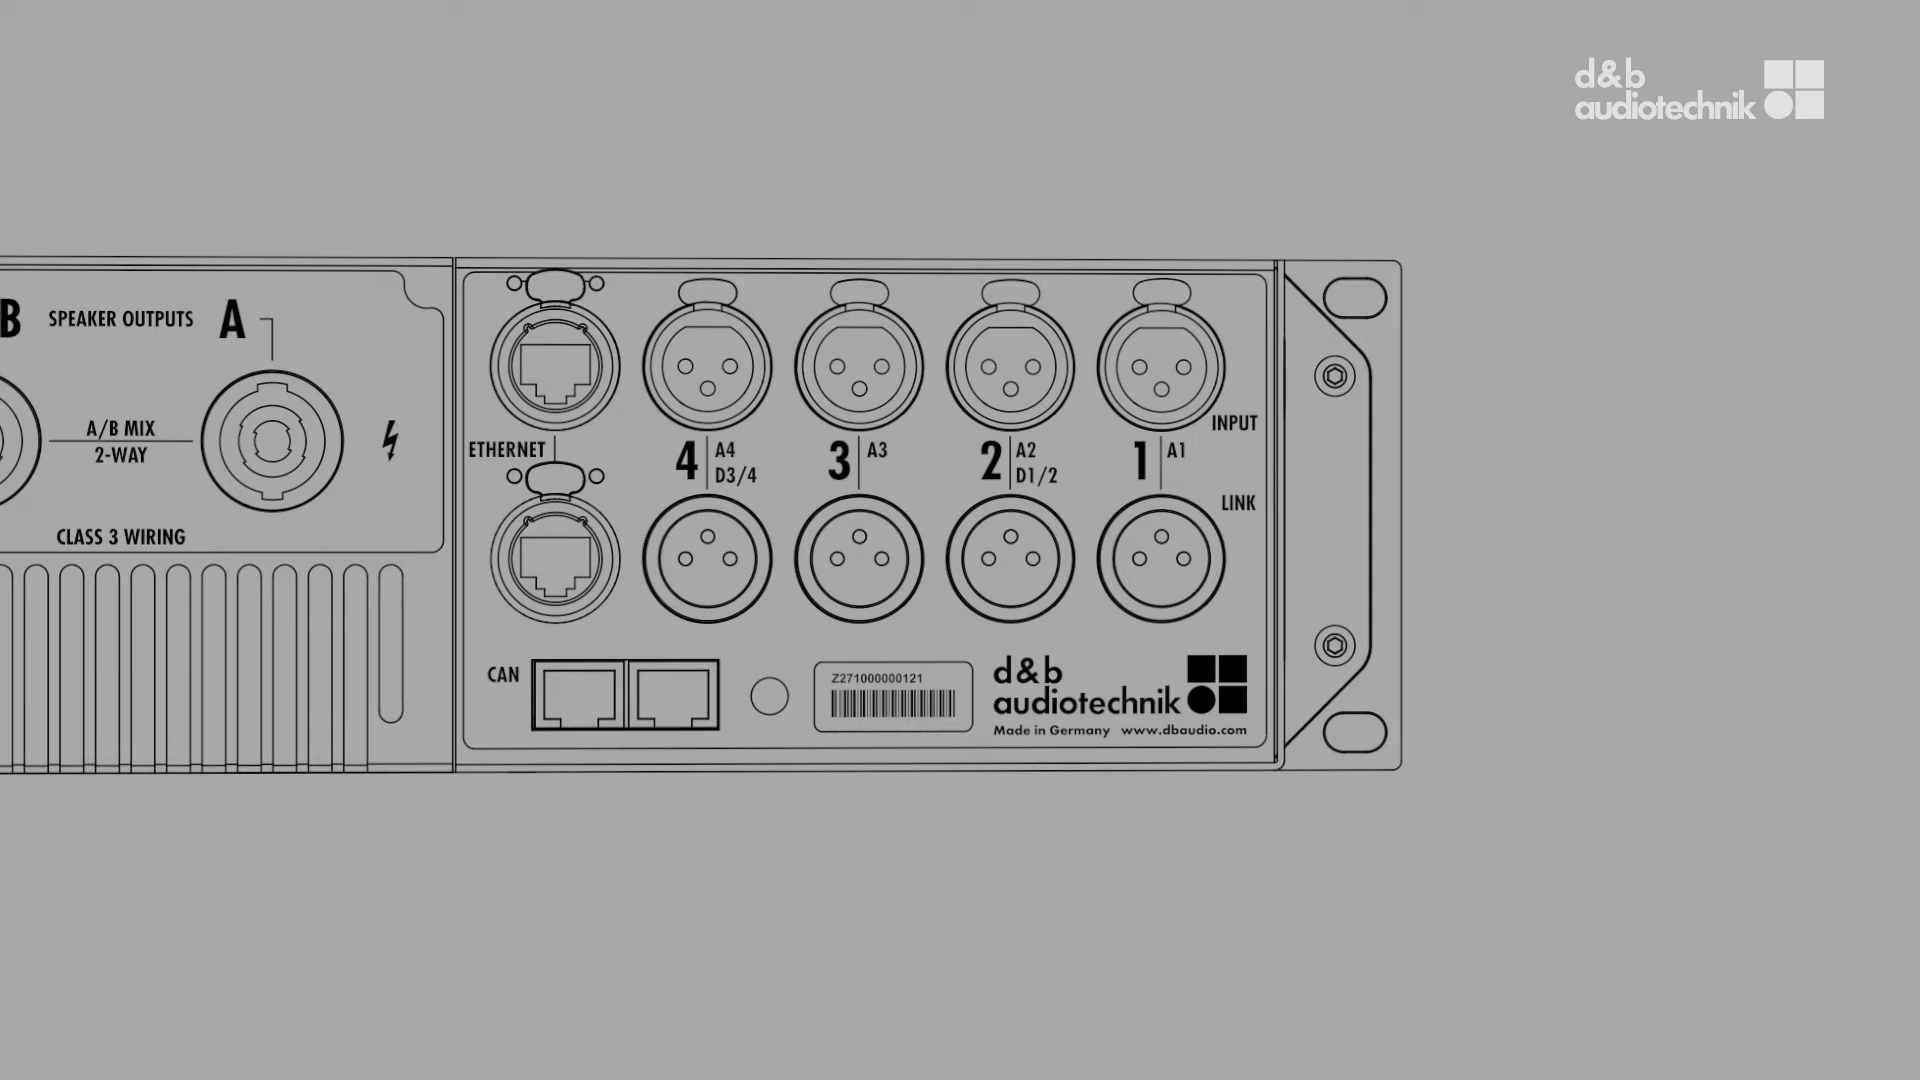 d&b
audiotechnik
B SPEAKER OUTPUTS A
A/B MIX
2-WAY
CLASS 3 WIRING
INPUT
ETHERNET
4 A4
D3/4
3 A3
2 A2
D1/2
1 A1
LINK
CAN
Z271000000121
d&b
audiotechnik
Made in Germany www.dbaudio.com